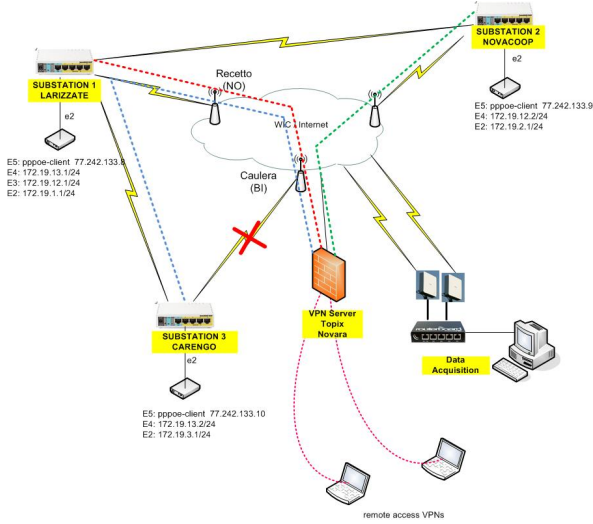 SUBSTATION 2
NOVACOOP
e2
E5: pppoe-client 77.242.133.9
E4: 172.19.12.2/24
E2: 172.19.2.1/24
SUBSTATION 1
LARIZZATE
e2
E5: pppoe-client 77.242.133.8
E4: 172.19.13.1/24
E3: 172.19.12.1/24
E2: 172.19.1.1/24
Recetto
(NO)
Internet
Caulera
(BI)
VPN Server
Topix
Novara
Data
Acquisition
SUBSTATION 3
CARENGO
e2
E5: pppoe-client 77.242.133.10
E4: 172.19.13.2/24
E2: 172.19.3.1/24
remote access VPNs